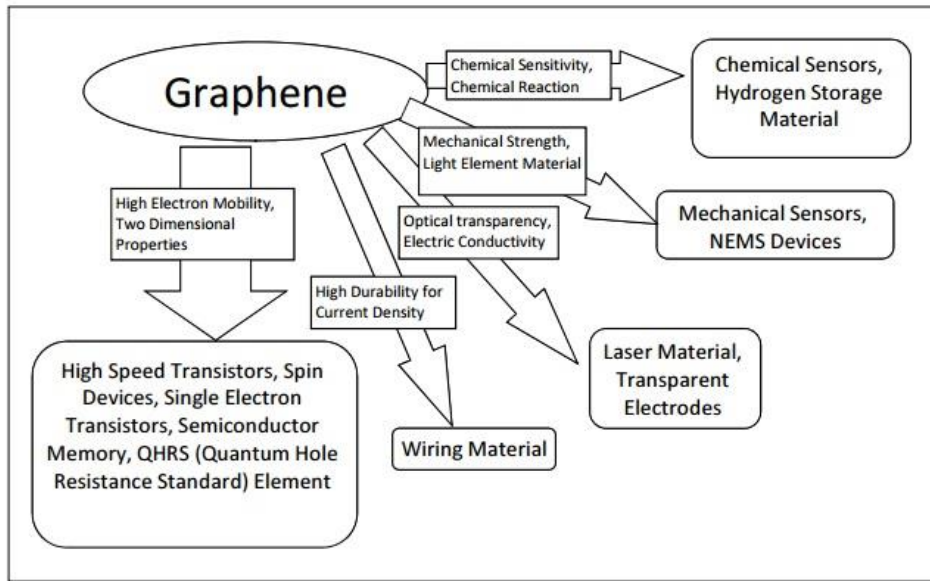 Graphene
Chemical Sensitivity,
Chemical Reaction
Chemical Sensors,
Hydrogen Storage
Material
Mechanical Strength,
Light Element Material
Mechanical Sensors,
NEMS Devices
High Electron Mobility,
Two Dimensional
Properties
Optical transparency,
Electric Conductivity
High Durability for
Current Density
Laser Material,
Transparent
Electrodes
High Speed Transistors, Spin
Devices, Single Electron
Transistors, Semiconductor
Memory, QHRS (Quantum Hole
Resistance Standard) Element
Wiring Material